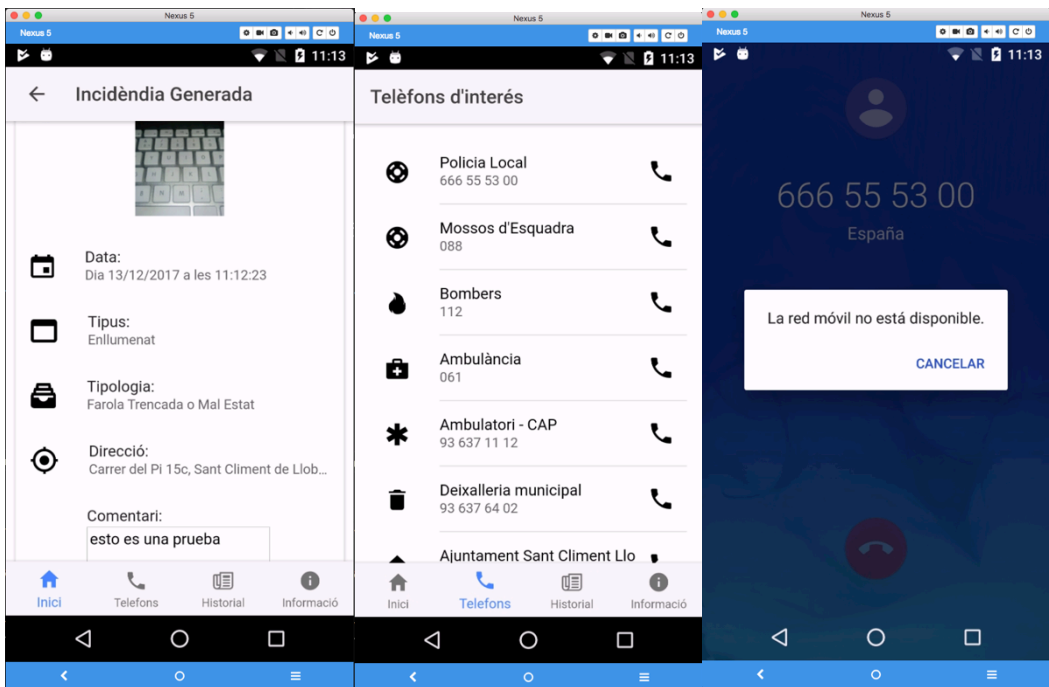 Nexus 5
Nexus 5
11:13
Incidèndia Generada
Data:
Dia 13/12/2017 a les 11:12:23
Tipus:
Enllumenat
Tipologia:
Farola Trencada o Mal Estat
Direcció:
Carrer del Pi 15c, Sant Climent de Llob...
Comentari:
esto es una prueba
Inici Telefons Historial Informació
Nexus 5
Nexus 5
11:13
Telèfons d'interés
Policia Local
666 55 53 00
Mossos d'Esquadra
088
Bombers
112
Ambulància
061
Ambulatori - CAP
93 637 11 12
Deixalleria municipal
93 637 64 02
Ajuntament Sant Climent Llo
Inici Telefons Historial Informació
Nexus 5
Nexus 5
11:13
666 55 53 00
España
La red móvil no está disponible.
CANCELAR